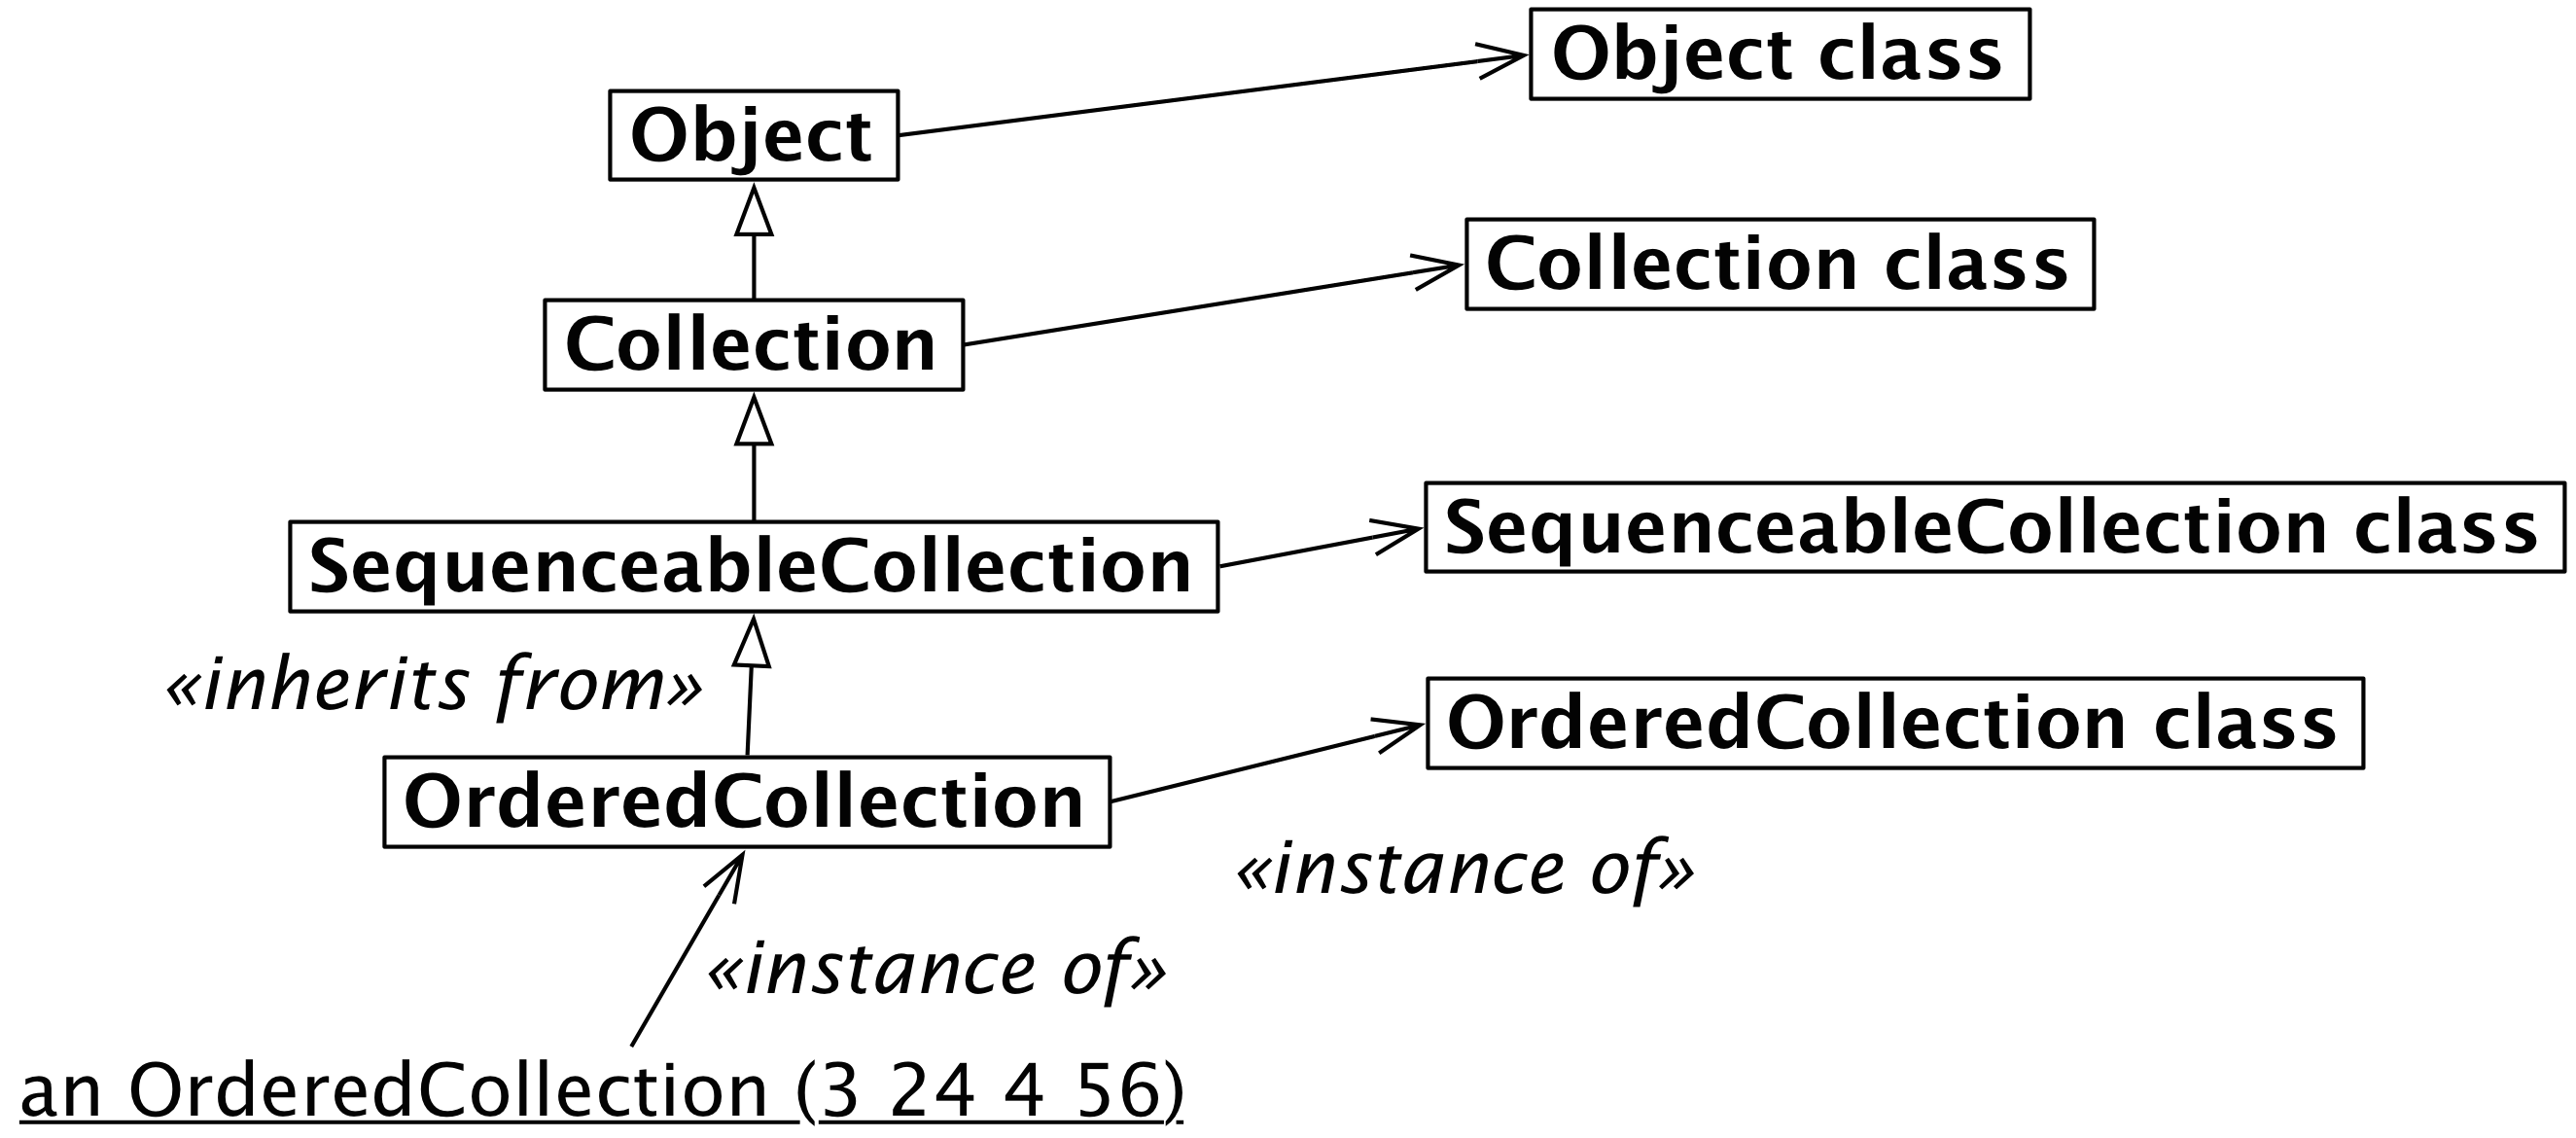 Object class
Object
Collection class
Collection
SequenceableCollection class
SequenceableCollection
«inherits from»
OrderedCollection class
OrderedCollection
«instance of»
«instance of»
an OrderedCollection (3 24 4 56)